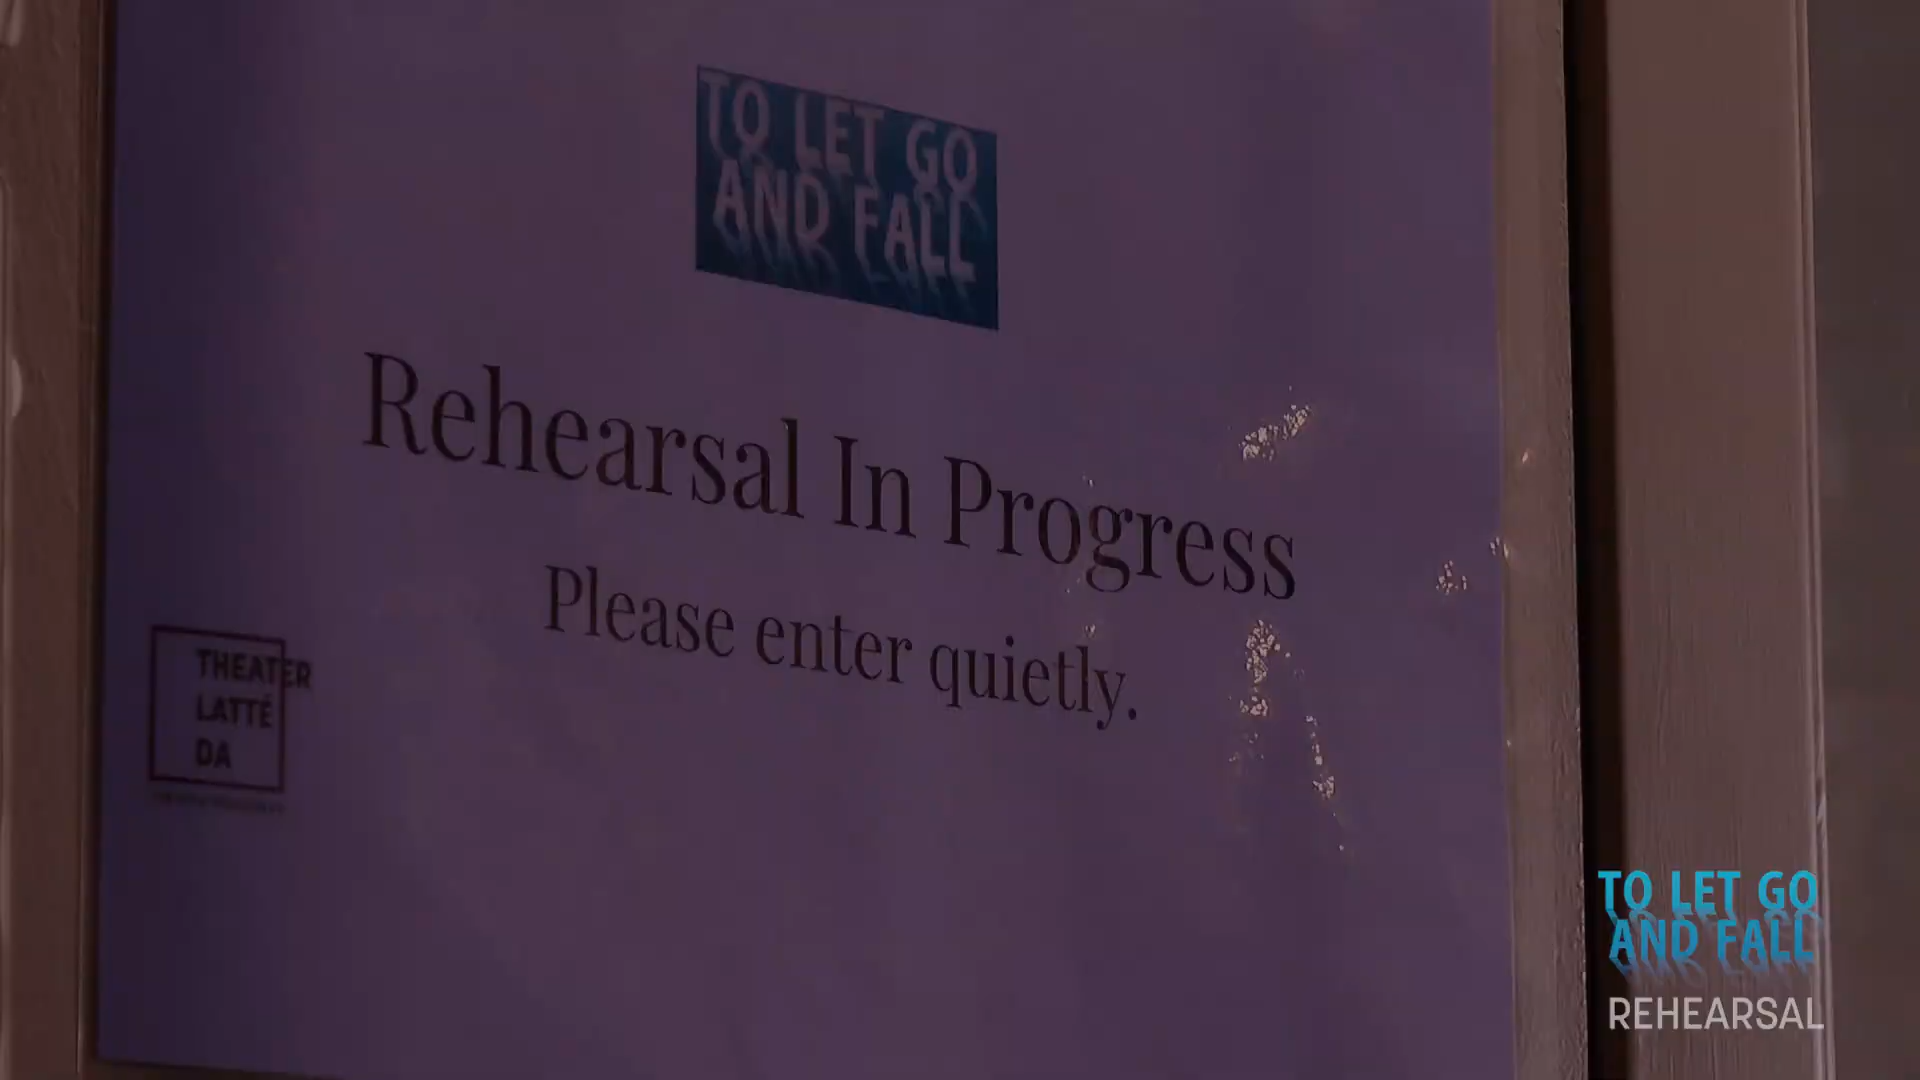 TO LET GO
AND FALL
Rehearsal In Progress
Please enter quietly.
THEATER
LATTÉ
DA
TO LET GO
AND FALL
REHEARSAL